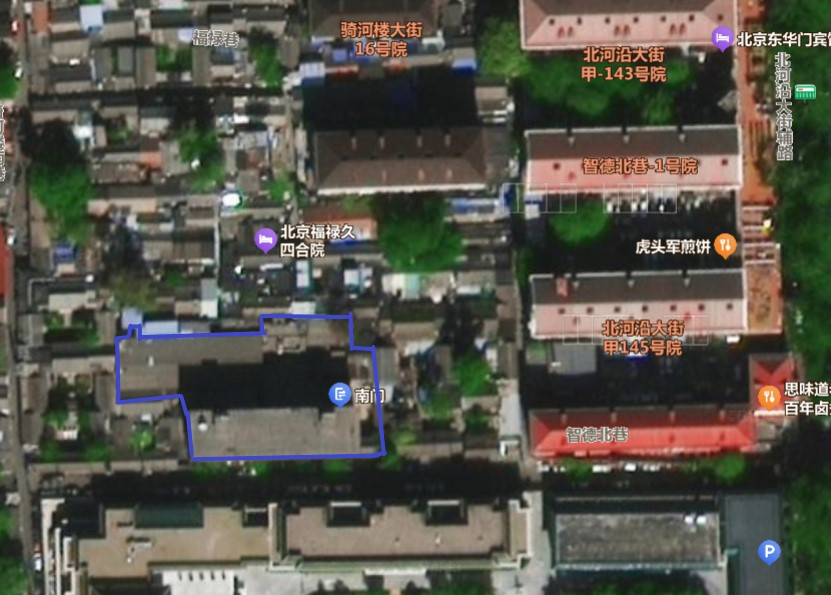 福禄巷
骑河楼大街
16号院
北河沿大街
甲-143号院
北京东华门宾
北河沿大街辅路
智德北巷-1号院
北京福禄久
四合院
虎头军煎饼
北河沿大街
甲145号院
南门
思味道
百年卤
智德北巷
P